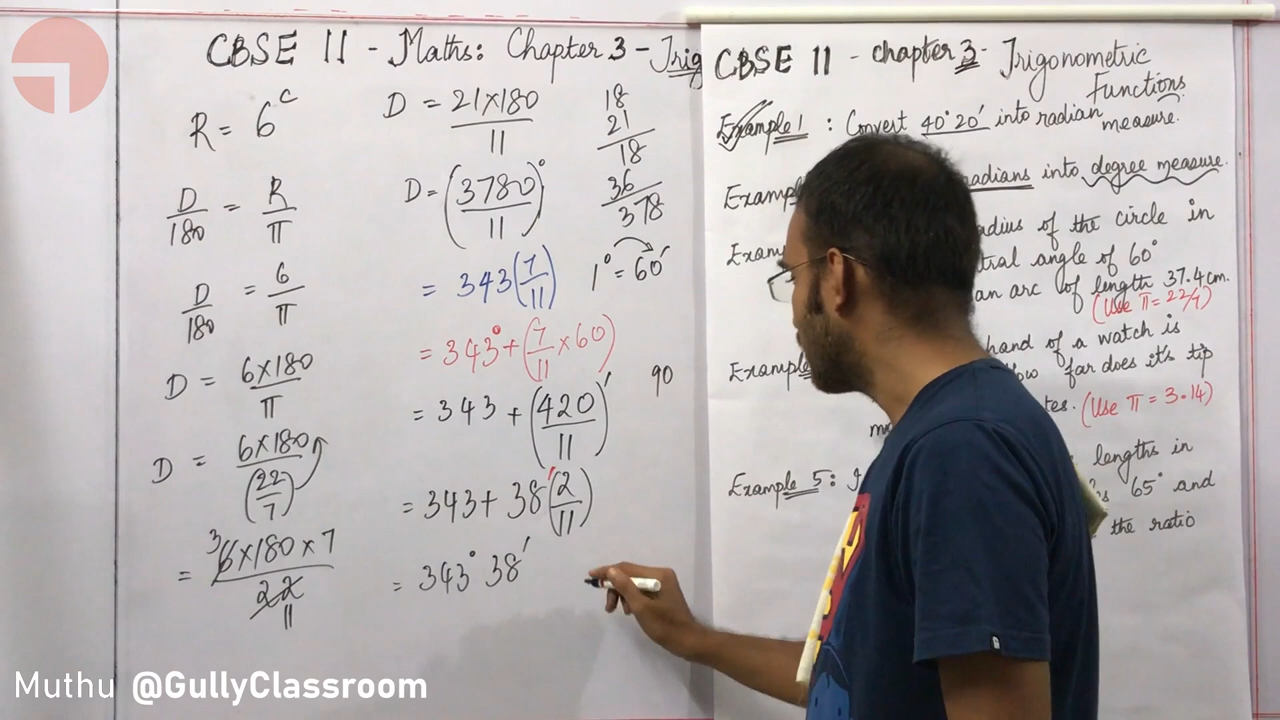 CBSE 11 - Maths: Chapter 3 - Trig
R = 6ᶜ
D/180 = R/π
D/180 = 6/π
D = 6×180/π
D = 6×180/(22/7)
= 6×180×7/22
3
11
D = 21×180/11
D = (3780/11)°
= 343(7/11)
= 343° + (7/11 × 60)
= 343 + (420/11)'
= 343 + 38'(2/11)
= 343° 38'
18
21
18
36
378
1° = 60'
90
CBSE 11 - chapter 3 - Trigonometric
Functions
Example 1 : Convert 40° 20' into radian
measure.
radians into degree measure.
radius of the circle in
angle of 60°
an arc of length 37.4 cm.
(Use π = 22/7)
hand of a watch is
How far does it's tip
(Use π = 3.14)
Example 5 :
lengths in
65° and
the ratio
Muthu @GullyClassroom